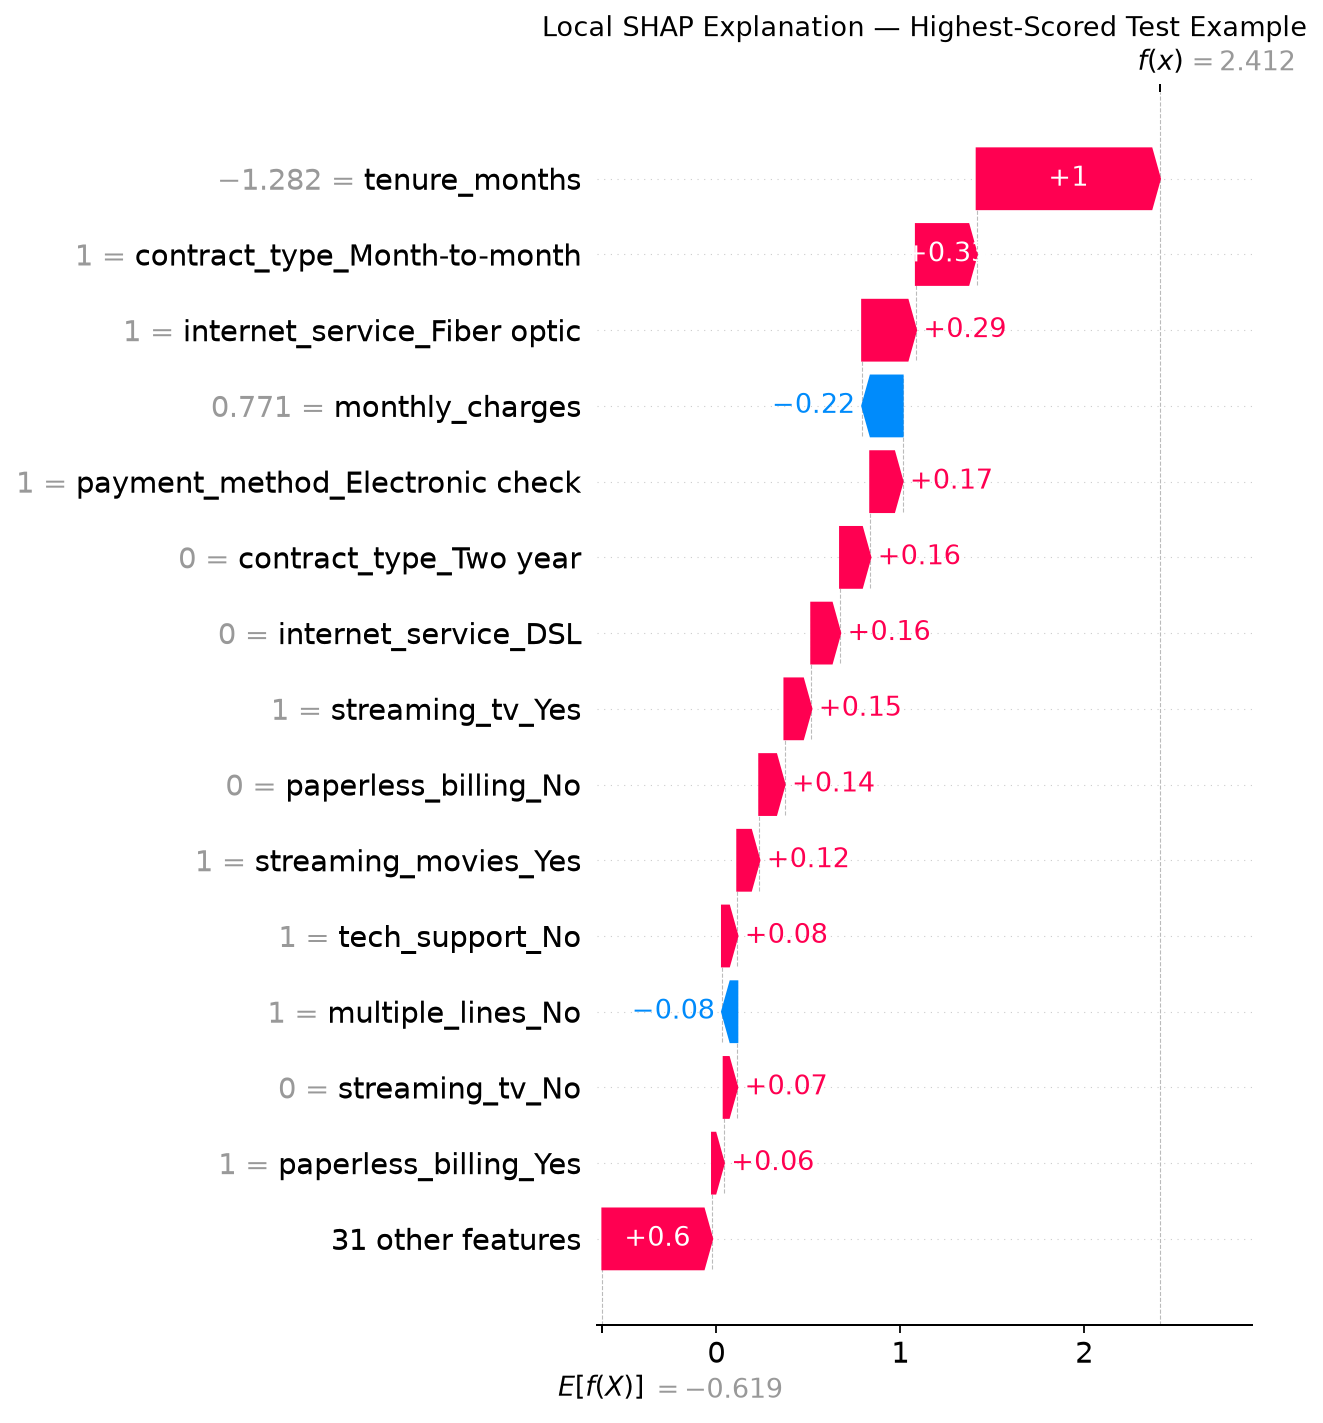 Local SHAP Explanation — Highest-Scored Test Example
f(x) = 2.412
−1.282 = tenure_months +1
1 = contract_type_Month-to-month
1 = internet_service_Fiber optic +0.29
0.771 = monthly_charges −0.22
1 = payment_method_Electronic check +0.17
0 = contract_type_Two year +0.16
0 = internet_service_DSL +0.16
1 = streaming_tv_Yes +0.15
0 = paperless_billing_No +0.14
1 = streaming_movies_Yes +0.12
1 = tech_support_No +0.08
1 = multiple_lines_No −0.08
0 = streaming_tv_No +0.07
1 = paperless_billing_Yes +0.06
31 other features +0.6
0 1 2
E[f(X)] = −0.619